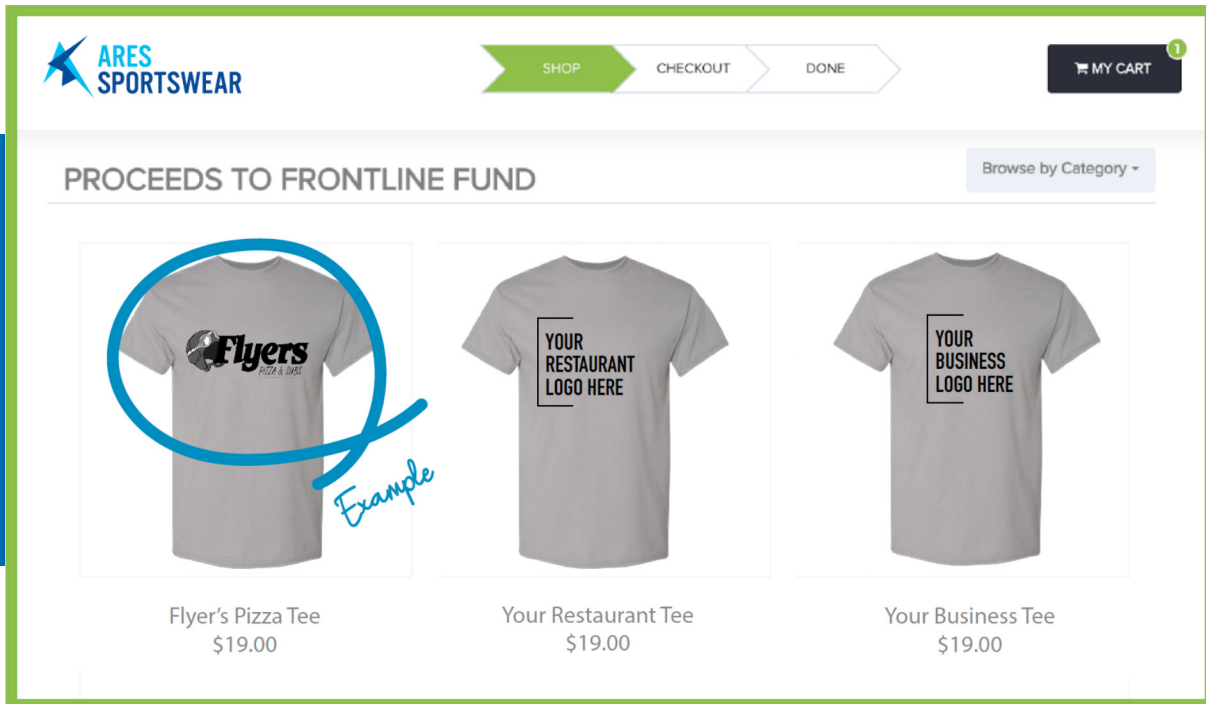 ARES
SPORTSWEAR
SHOP
CHECKOUT
DONE
MY CART
1
PROCEEDS TO FRONTLINE FUND
Browse by Category
Flyers
PIZZA & SUBS
YOUR
RESTAURANT
LOGO HERE
YOUR
BUSINESS
LOGO HERE
Example
Flyer's Pizza Tee
$19.00
Your Restaurant Tee
$19.00
Your Business Tee
$19.00